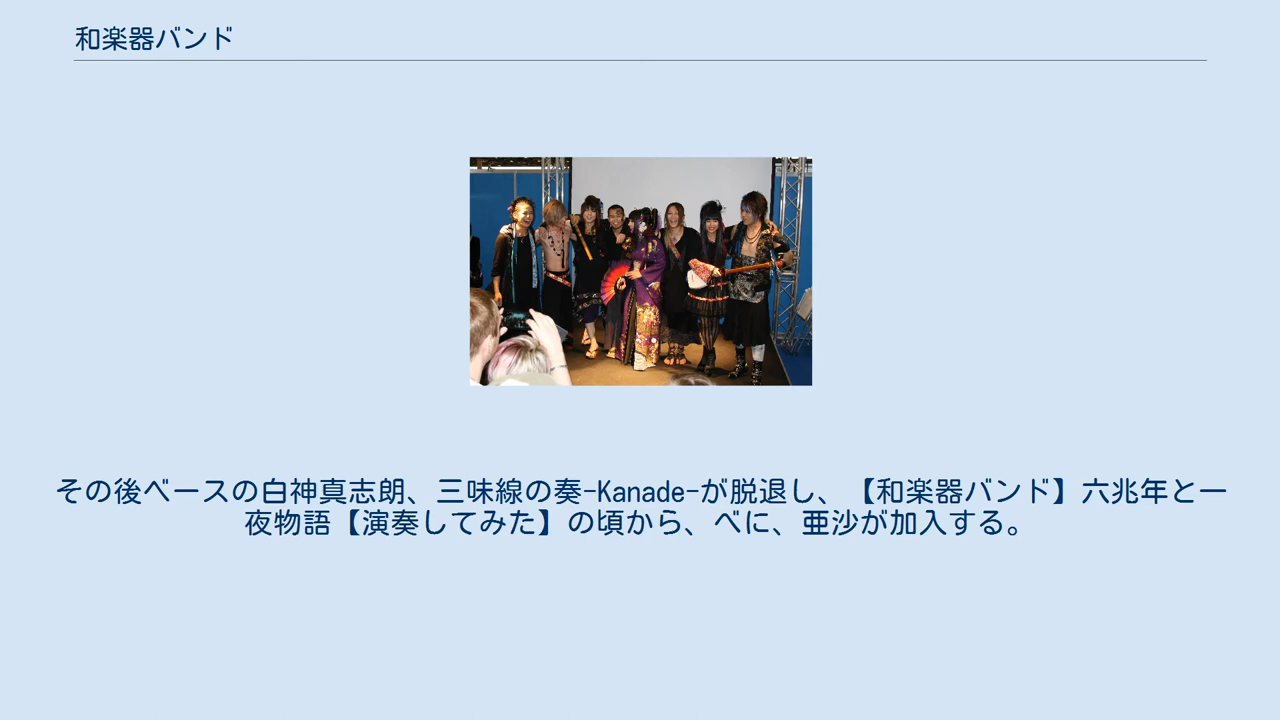 和楽器バンド
その後ベースの白神真志朗、三味線の奏-Kanade-が脱退し、【和楽器バンド】六兆年と一
夜物語【演奏してみた】の頃から、べに、亜沙が加入する。